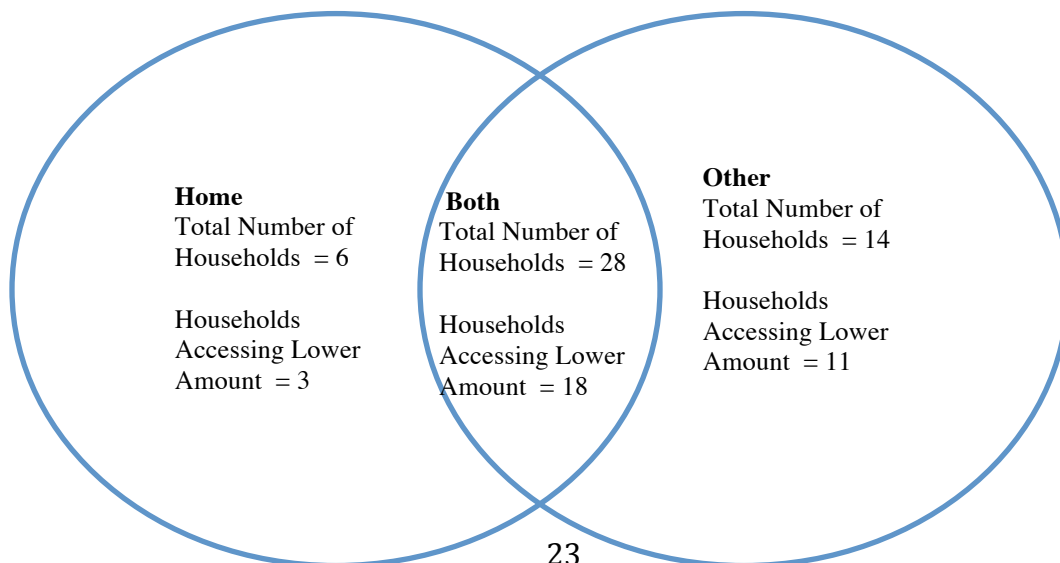 Home
Total Number of
Households = 6
Households
Accessing Lower
Amount = 3
Both
Total Number of
Households = 28
Households
Accessing Lower
Amount = 18
Other
Total Number of
Households = 14
Households
Accessing Lower
Amount = 11
23